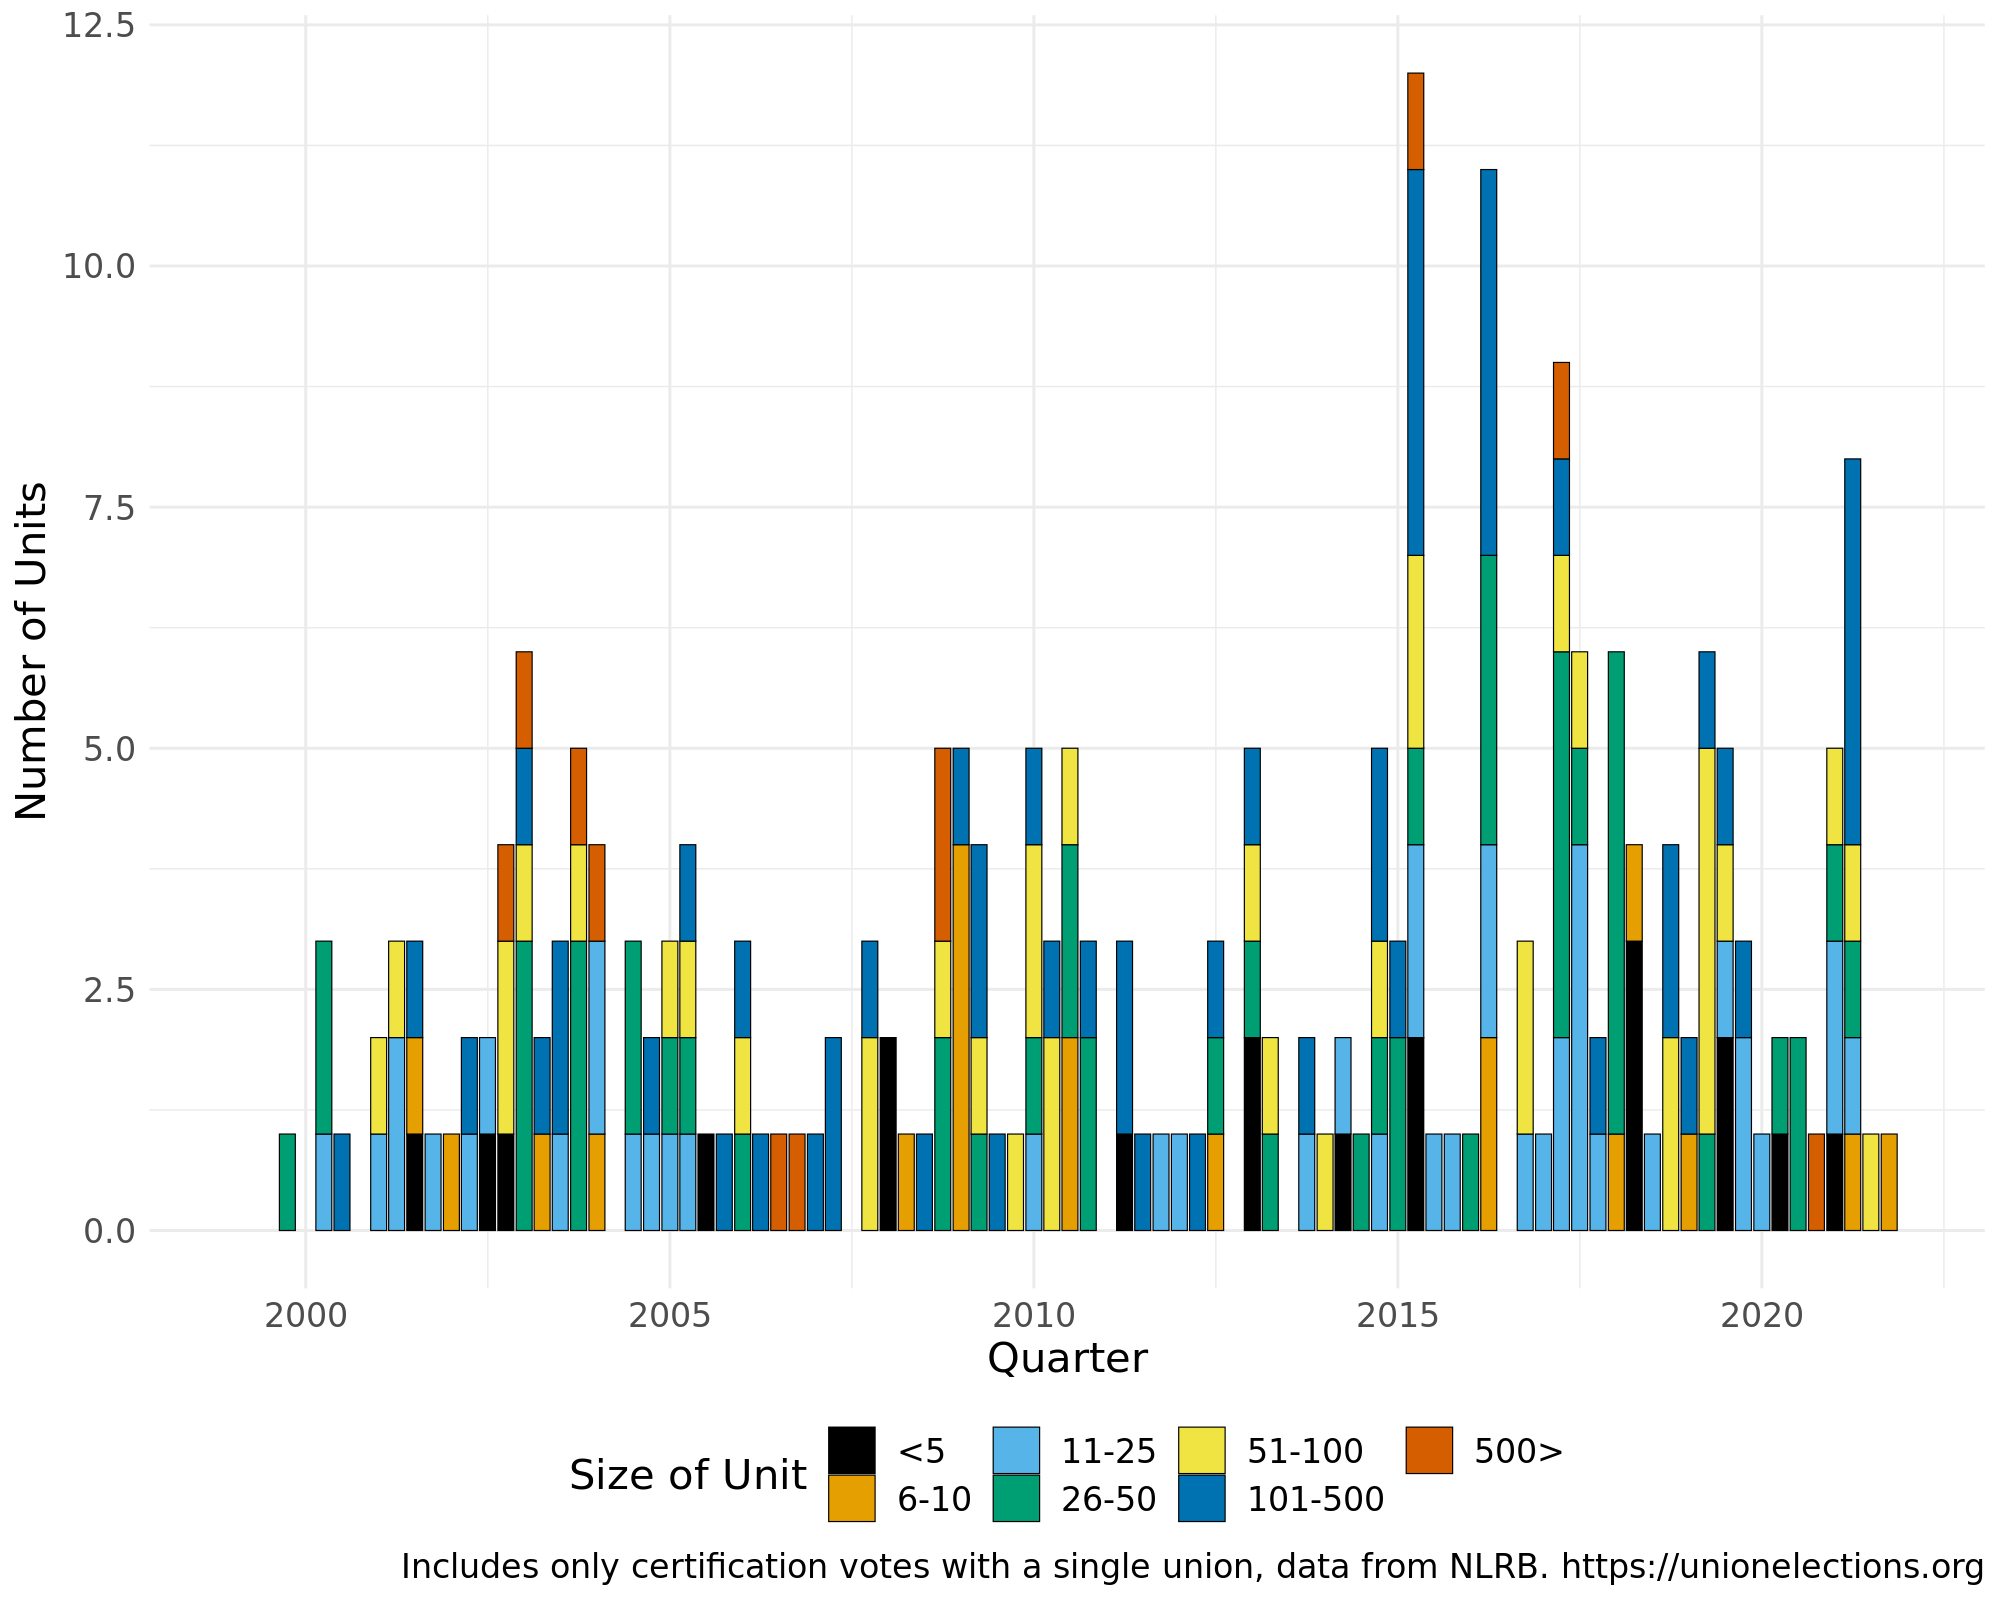 12.5
10.0
7.5
5.0
2.5
0.0
Number of Units
2000 2005 2010 2015 2020
Quarter
Size of Unit
<5 11-25 51-100 500>
6-10 26-50 101-500
Includes only certification votes with a single union, data from NLRB. https://unionelections.org